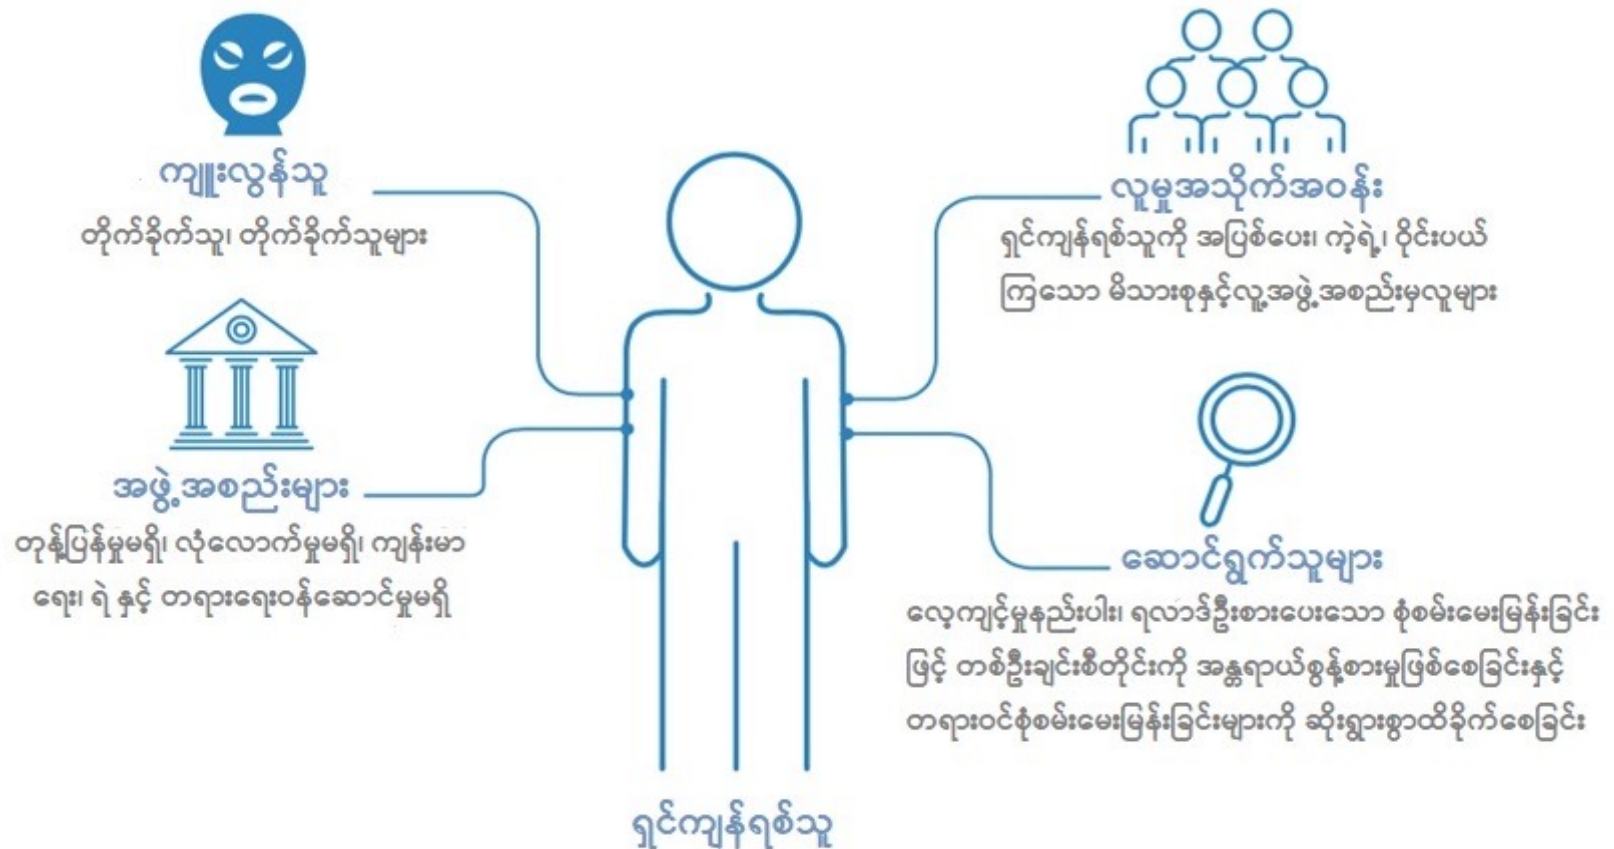 ကျူးလွန်သူ
တိုက်ခိုက်သူ၊ တိုက်ခိုက်သူများ
အဖွဲ့အစည်းများ
တုန့်ပြန်မှုမရှိ၊ လုံလောက်မှုမရှိ၊ ကျန်းမာ
ရေး၊ ရဲ နှင့် တရားရေးဝန်ဆောင်မှုမရှိ
လူမှုအသိုက်အဝန်း
ရှင်ကျန်ရစ်သူကို အပြစ်ပေး၊ ကဲ့ရဲ့၊ ဝိုင်းပယ်
ကြသော မိသားစုနှင့်လူ့အဖွဲ့အစည်းမှလူများ
ဆောင်ရွက်သူများ
လေ့ကျင့်မှုနည်းပါး၊ ရလာဒ်ဦးစားပေးသော စုံစမ်းမေးမြန်းခြင်း
ဖြင့် တစ်ဦးချင်းစီတိုင်းကို အန္တရာယ်စွန့်စားမှုဖြစ်စေခြင်းနှင့်
တရားဝင်စုံစမ်းမေးမြန်းခြင်းများကို ဆိုးရွားစွာထိခိုက်စေခြင်း
ရှင်ကျန်ရစ်သူ